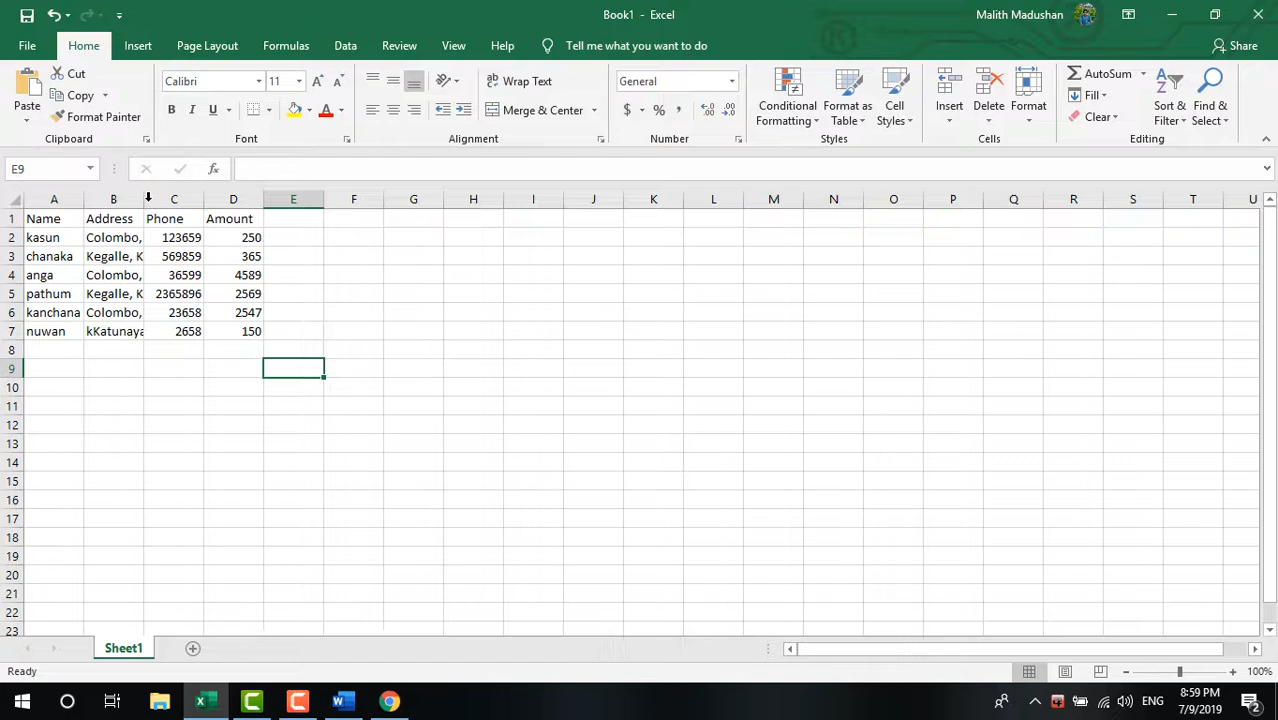 Book1 - Excel
Malith Madushan
File Home Insert Page Layout Formulas Data Review View Help Tell me what you want to do Share
Paste
Cut
Copy
Format Painter
Clipboard
Calibri 11
B I U
Font
Wrap Text
Merge & Center
Alignment
General
$ % ,
Number
Conditional Formatting
Format as Table
Cell Styles
Styles
Insert Delete Format
Cells
AutoSum
Fill
Clear
Sort & Filter
Find & Select
Editing
E9 fx
A B C D E F G H I J K L M N O P Q R S T U
1 Name Address Phone Amount
2 kasun Colombo, 123659 250
3 chanaka Kegalle, K 569859 365
4 anga Colombo, 36599 4589
5 pathum Kegalle, K 2365896 2569
6 kanchana Colombo, 23658 2547
7 nuwan kKatunaya 2658 150
8
9
10
11
12
13
14
15
16
17
18
19
20
21
22
23
Sheet1
Ready 100%
ENG 8:59 PM
7/9/2019 2